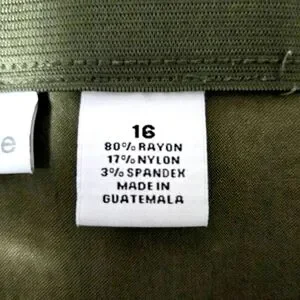 e
16
80% RAYON
17% NYLON
3% SPANDEX
MADE IN
GUATEMALA